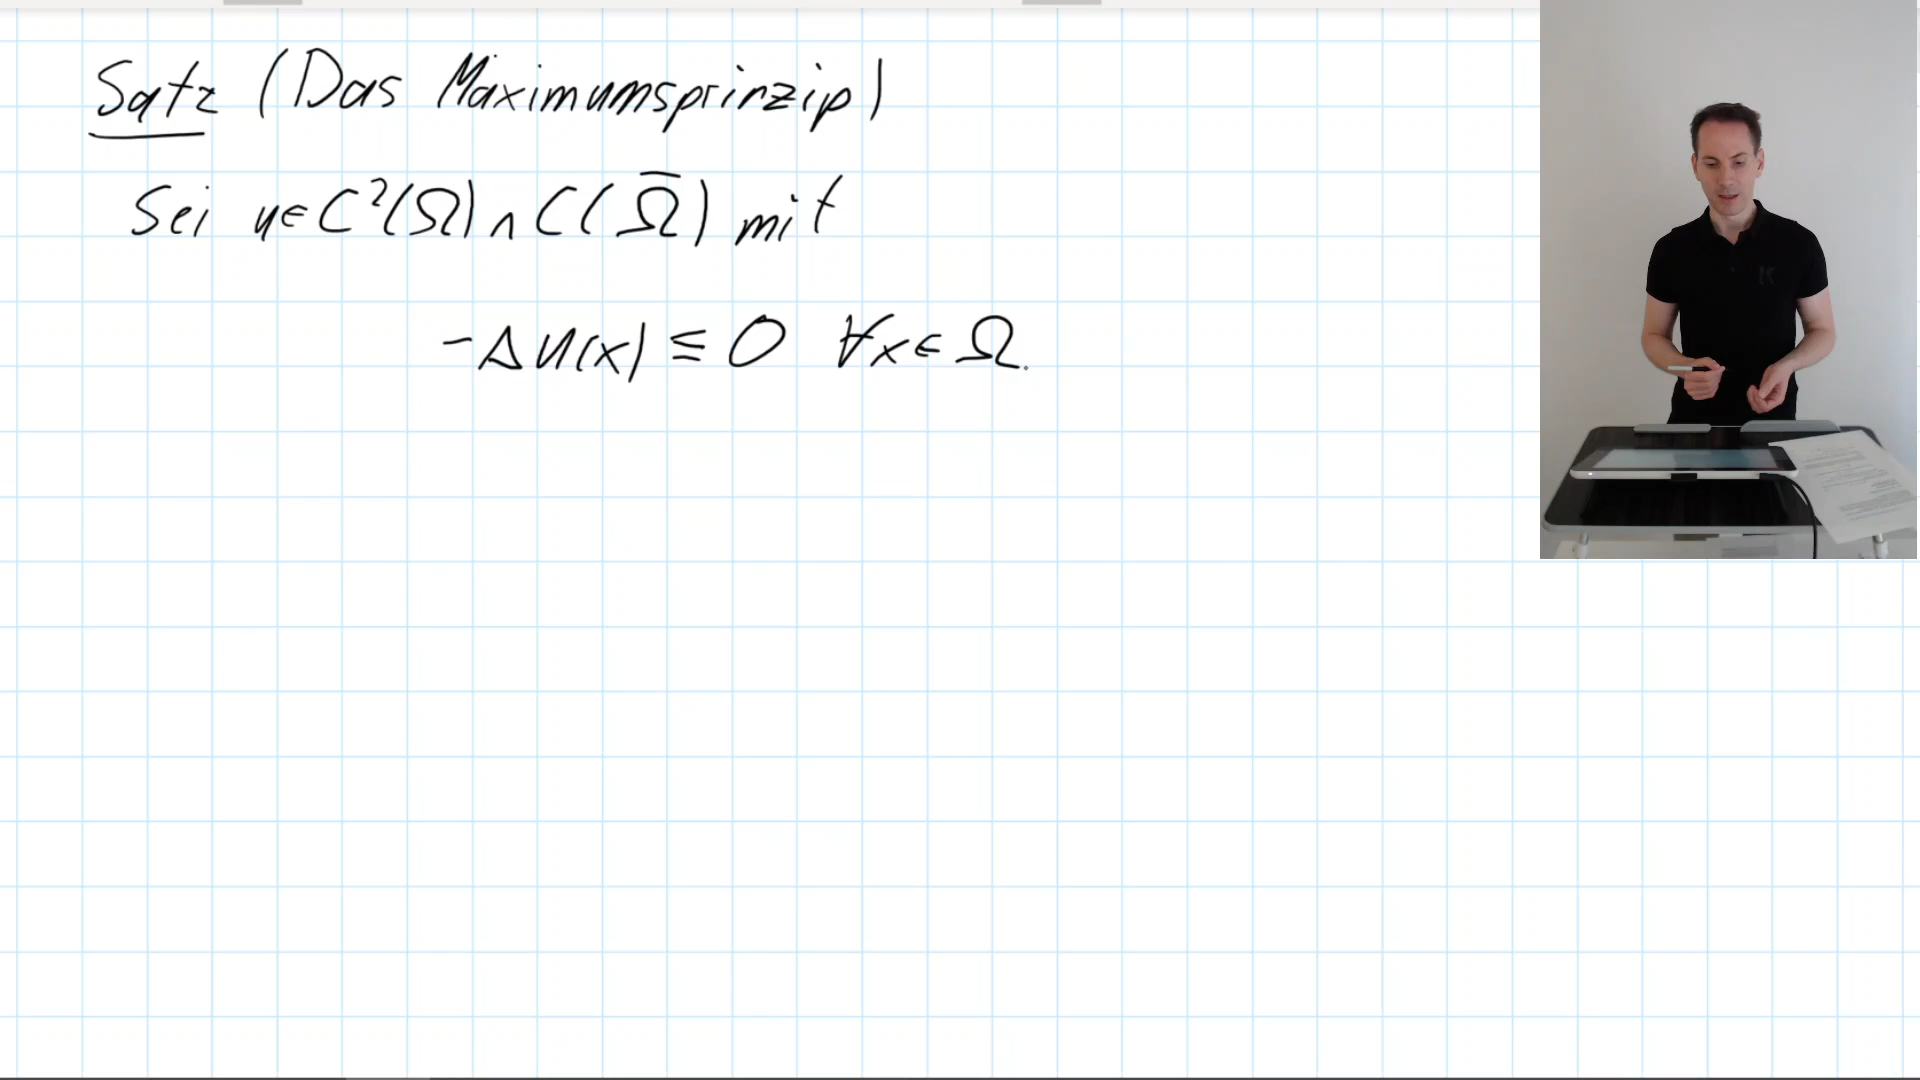 Satz (Das Maximumsprinzip)
Sei u∈C²(Ω)∩C(Ω̅) mit
-Δu(x) ≤ 0 ∀x∈Ω.